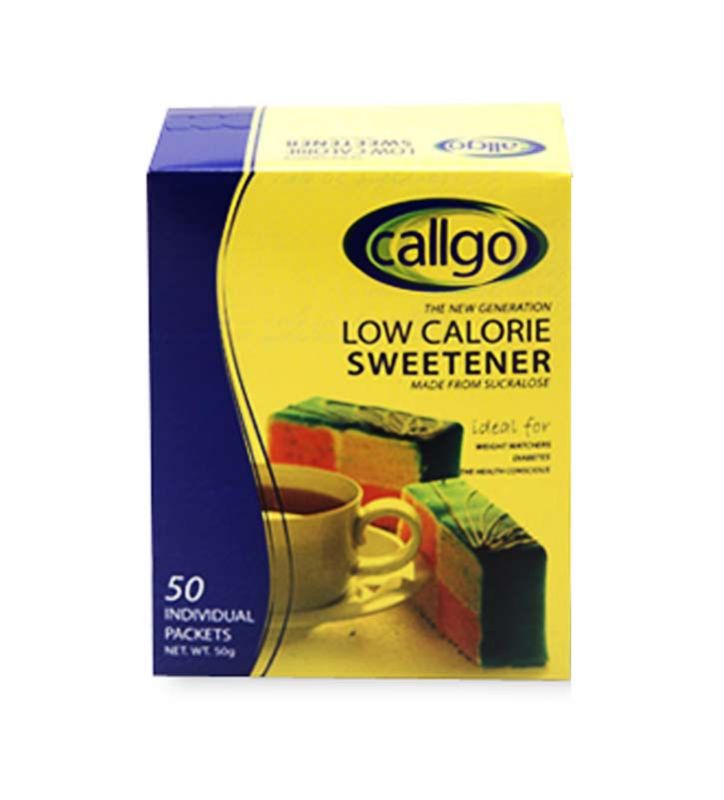 callgo
LOW CALORIE
SWEETENER
callgo
THE NEW GENERATION
LOW CALORIE
SWEETENER
MADE FROM SUCRALOSE
ideal for
WEIGHT WATCHERS
DIABETES
THE HEALTH CONSCIOUS
50
INDIVIDUAL
PACKETS
NET. WT. 50g